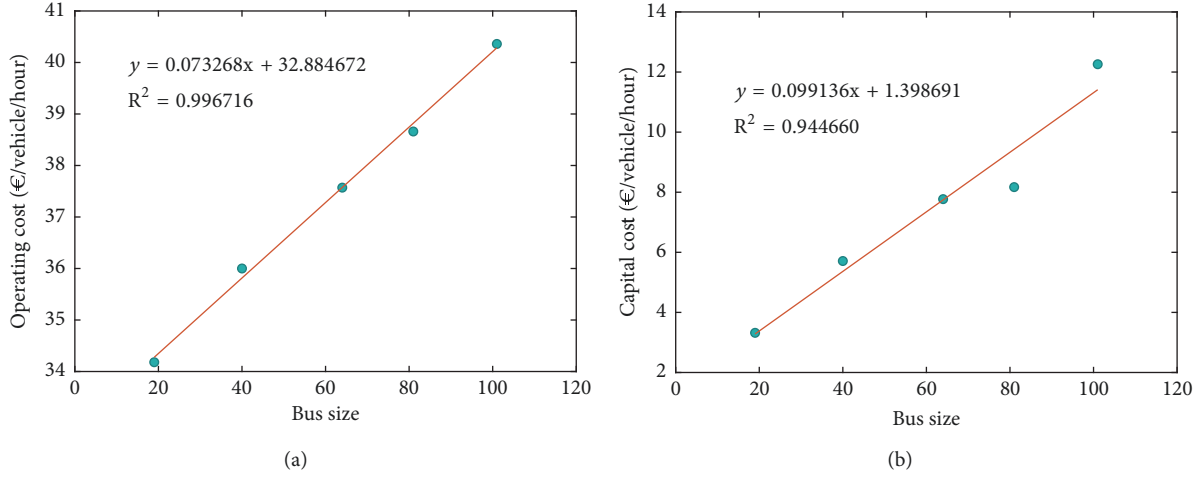 41
40
39
38
37
36
35
34
Operating cost (€/vehicle/hour)
y = 0.073268x + 32.884672
R² = 0.996716
0 20 40 60 80 100 120
Bus size
(a)
14
12
10
8
6
4
2
Capital cost (€/vehicle/hour)
y = 0.099136x + 1.398691
R² = 0.944660
0 20 40 60 80 100 120
Bus size
(b)